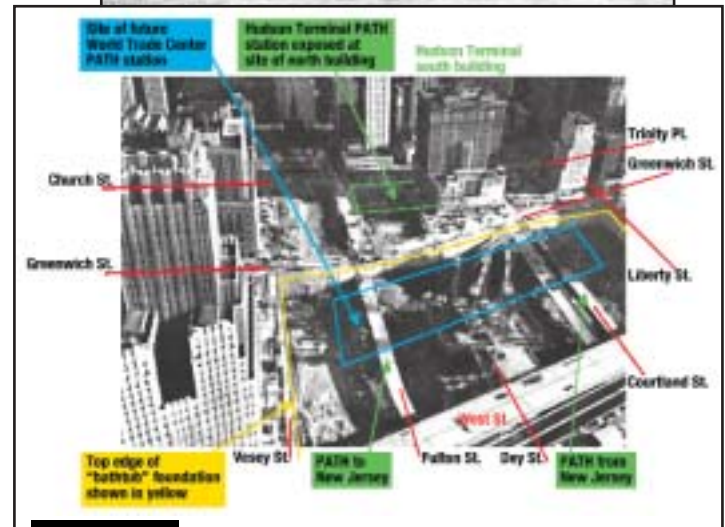 Site of future
World Trade Center
PATH station
Hudson Terminal PATH
station exposed at
site of north building
Hudson Terminal
south building
Trinity Pl.
Greenwich St.
Church St.
Greenwich St.
Liberty St.
Courtland St.
West St.
Top edge of
"bathtub" foundation
shown in yellow
Vesey St.
PATH to
New Jersey
Fulton St.
Dey St.
PATH from
New Jersey